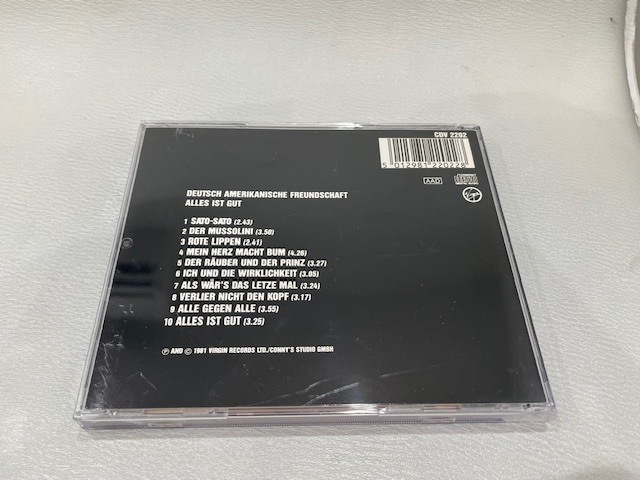 CDV 2202
5 012981 220228
AAD
DEUTSCH AMERIKANISCHE FREUNDSCHAFT
ALLES IST GUT
1 SATO-SATO (2.43)
2 DER MUSSOLINI (3.50)
3 ROTE LIPPEN (2.41)
4 MEIN HERZ MACHT BUM (4.26)
5 DER RÄUBER UND DER PRINZ (3.27)
6 ICH UND DIE WIRKLICHKEIT (3.05)
7 ALS WÄR'S DAS LETZE MAL (3.24)
8 VERLIER NICHT DEN KOPF (3.17)
9 ALLE GEGEN ALLE (3.55)
10 ALLES IST GUT (3.25)
℗ AND © 1981 VIRGIN RECORDS LTD./CONNY'S STUDIO GMBH